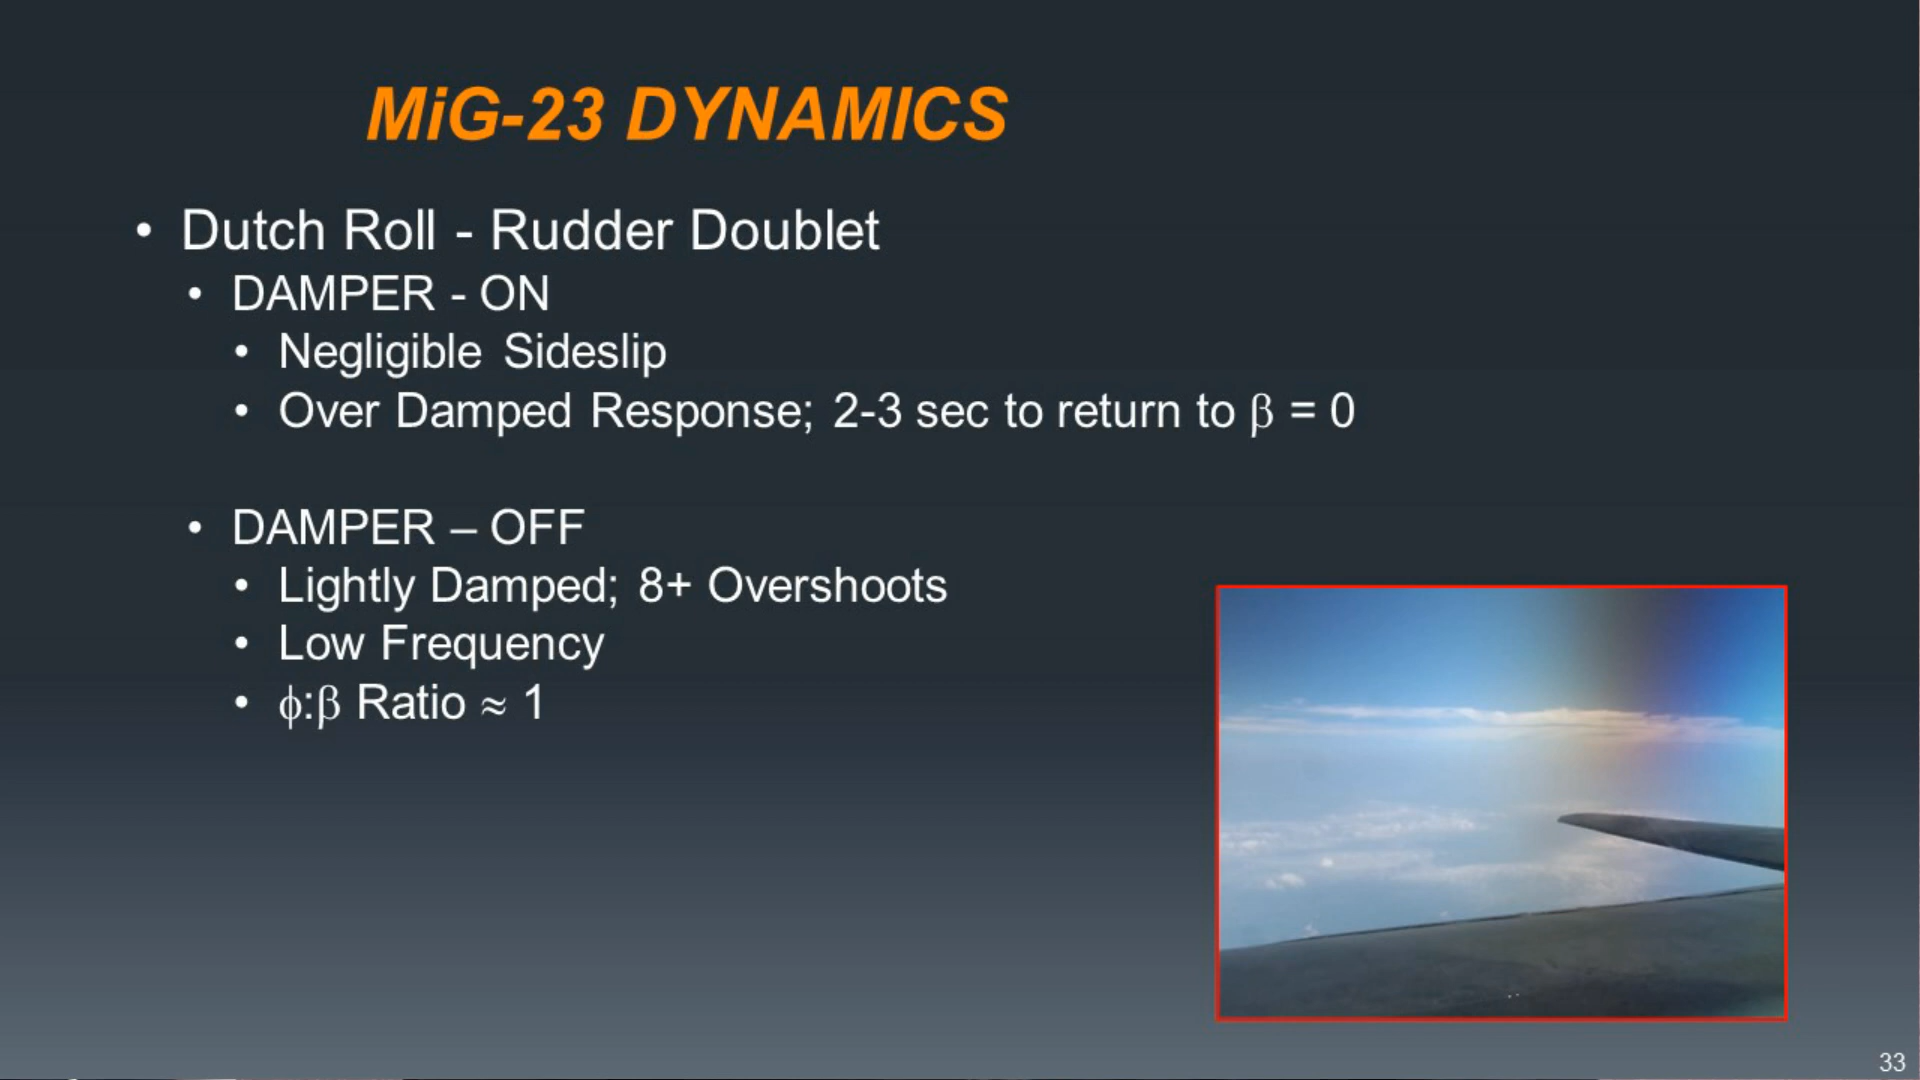 MiG-23 DYNAMICS
• Dutch Roll - Rudder Doublet
• DAMPER - ON
• Negligible Sideslip
• Over Damped Response; 2-3 sec to return to β = 0
• DAMPER – OFF
• Lightly Damped; 8+ Overshoots
• Low Frequency
• ϕ:β Ratio ≈ 1
33